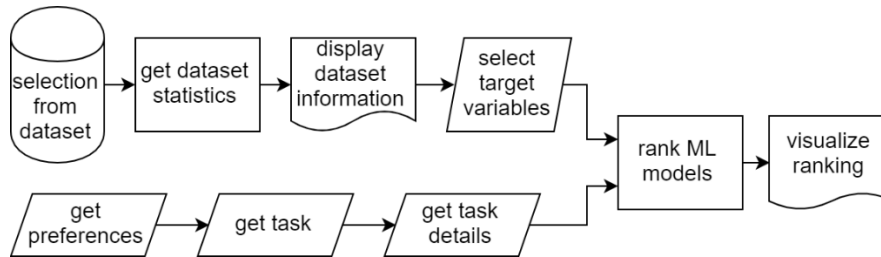 selection
from
dataset
get dataset
statistics
display
dataset
information
select
target
variables
rank ML
models
visualize
ranking
get
preferences
get task
get task
details